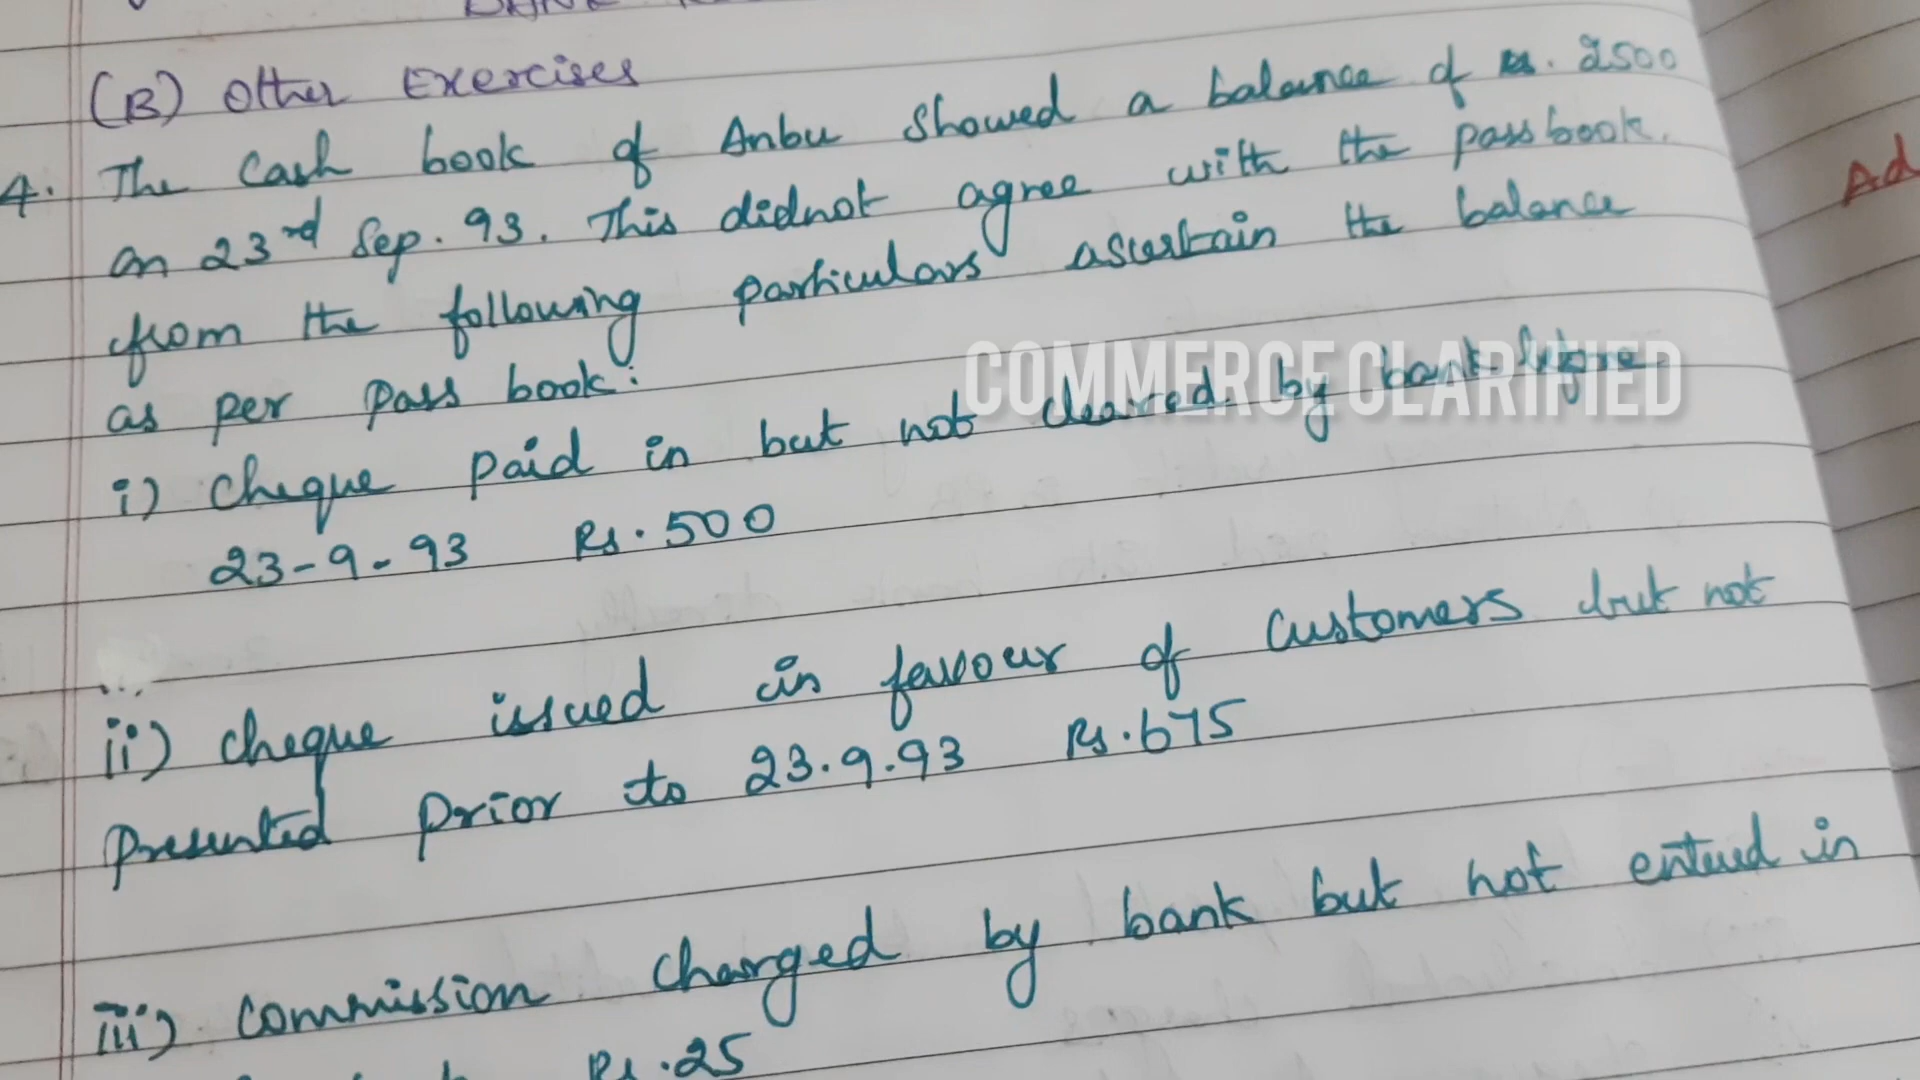 (B) Other Exercises
4. The Cash book of Anbu showed a balance of Rs. 2500
on 23rd Sep. 93. This didnot agree with the passbook.
from the following particulars ascertain the balance
as per pass book:
COMMERCE CLARIFIED
i) cheque paid in but not cleared by bank before
23-9-93 Rs. 500
ii) cheque issued in favour of customers but not
presented prior to 23.9.93 Rs. 675
iii) commission charged by bank but not entered in
Rs. 25
Ad